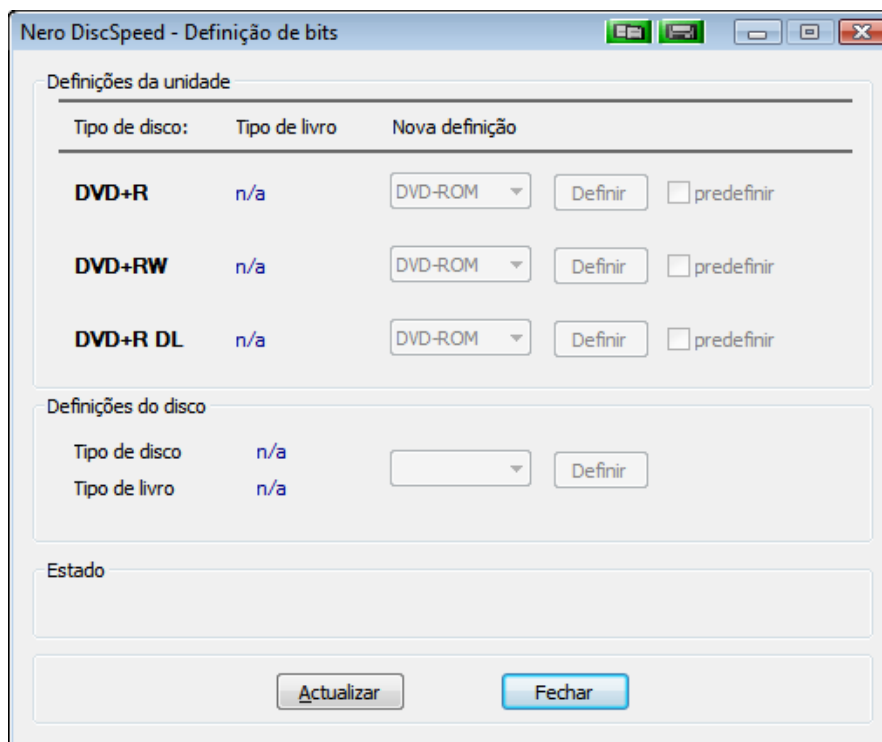 Nero DiscSpeed - Definição de bits
Definições da unidade
Tipo de disco: Tipo de livro Nova definição
DVD+R n/a DVD-ROM Definir predefinir
DVD+RW n/a DVD-ROM Definir predefinir
DVD+R DL n/a DVD-ROM Definir predefinir
Definições do disco
Tipo de disco n/a
Definir
Tipo de livro n/a
Estado
Actualizar Fechar